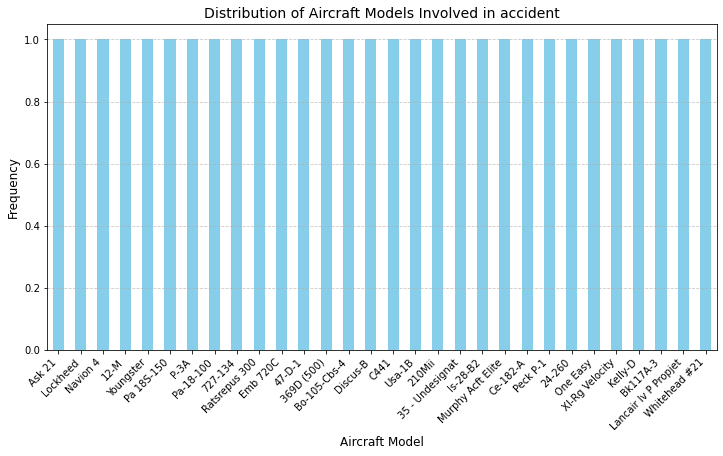 Distribution of Aircraft Models Involved in accident
1.0
0.8
0.6
0.4
0.2
0.0
Frequency
Ask 21
Lockheed
Navion 4
12-M
Youngster
Pa 18S-150
P-3A
Pa-18-100
727-134
Ratsrepus 300
Emb 720C
47-D-1
369D (500)
Bo-105-Cbs-4
Discus-B
C441
Usa-1B
210Mii
35 - Undesignat
Is-28-B2
Murphy Acft Elite
Ce-182-A
Peck P-1
24-260
One Easy
Xl-Rg Velocity
Kelly-D
Bk117A-3
Lancair Iv P Propjet
Whitehead #21
Aircraft Model